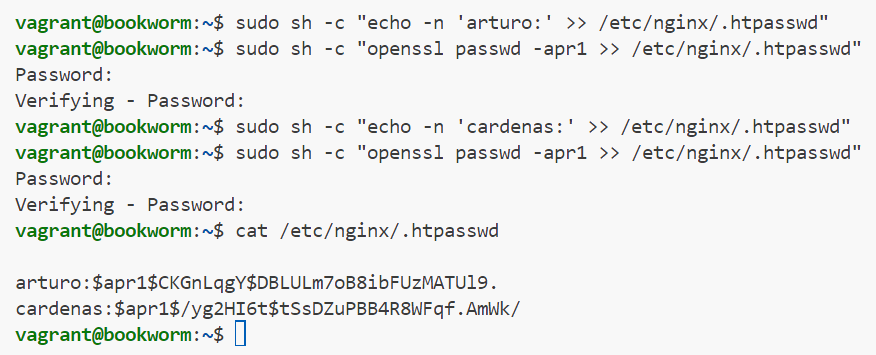 vagrant@bookworm:~$ sudo sh -c "echo -n 'arturo:' >> /etc/nginx/.htpasswd"
vagrant@bookworm:~$ sudo sh -c "openssl passwd -apr1 >> /etc/nginx/.htpasswd"
Password:
Verifying - Password:
vagrant@bookworm:~$ sudo sh -c "echo -n 'cardenas:' >> /etc/nginx/.htpasswd"
vagrant@bookworm:~$ sudo sh -c "openssl passwd -apr1 >> /etc/nginx/.htpasswd"
Password:
Verifying - Password:
vagrant@bookworm:~$ cat /etc/nginx/.htpasswd
arturo:$apr1$CKGnLqgY$DBLULm7oB8ibFUzMATUl9.
cardenas:$apr1$/yg2HI6t$tSsDZuPBB4R8WFqf.AmWk/
vagrant@bookworm:~$